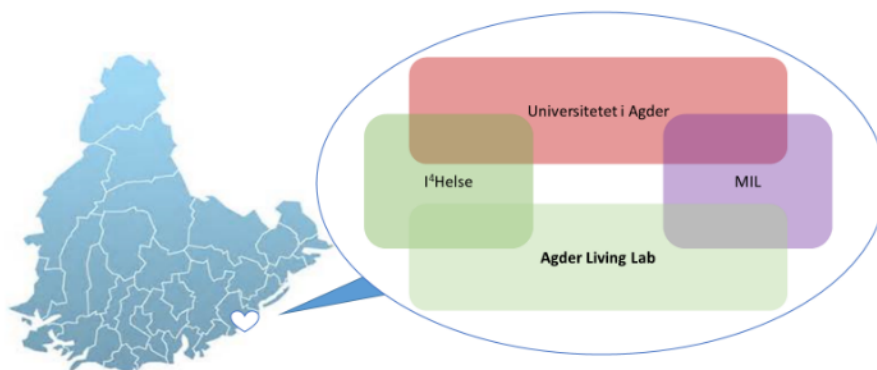 Universitetet i Agder
I⁴Helse
MIL
Agder Living Lab